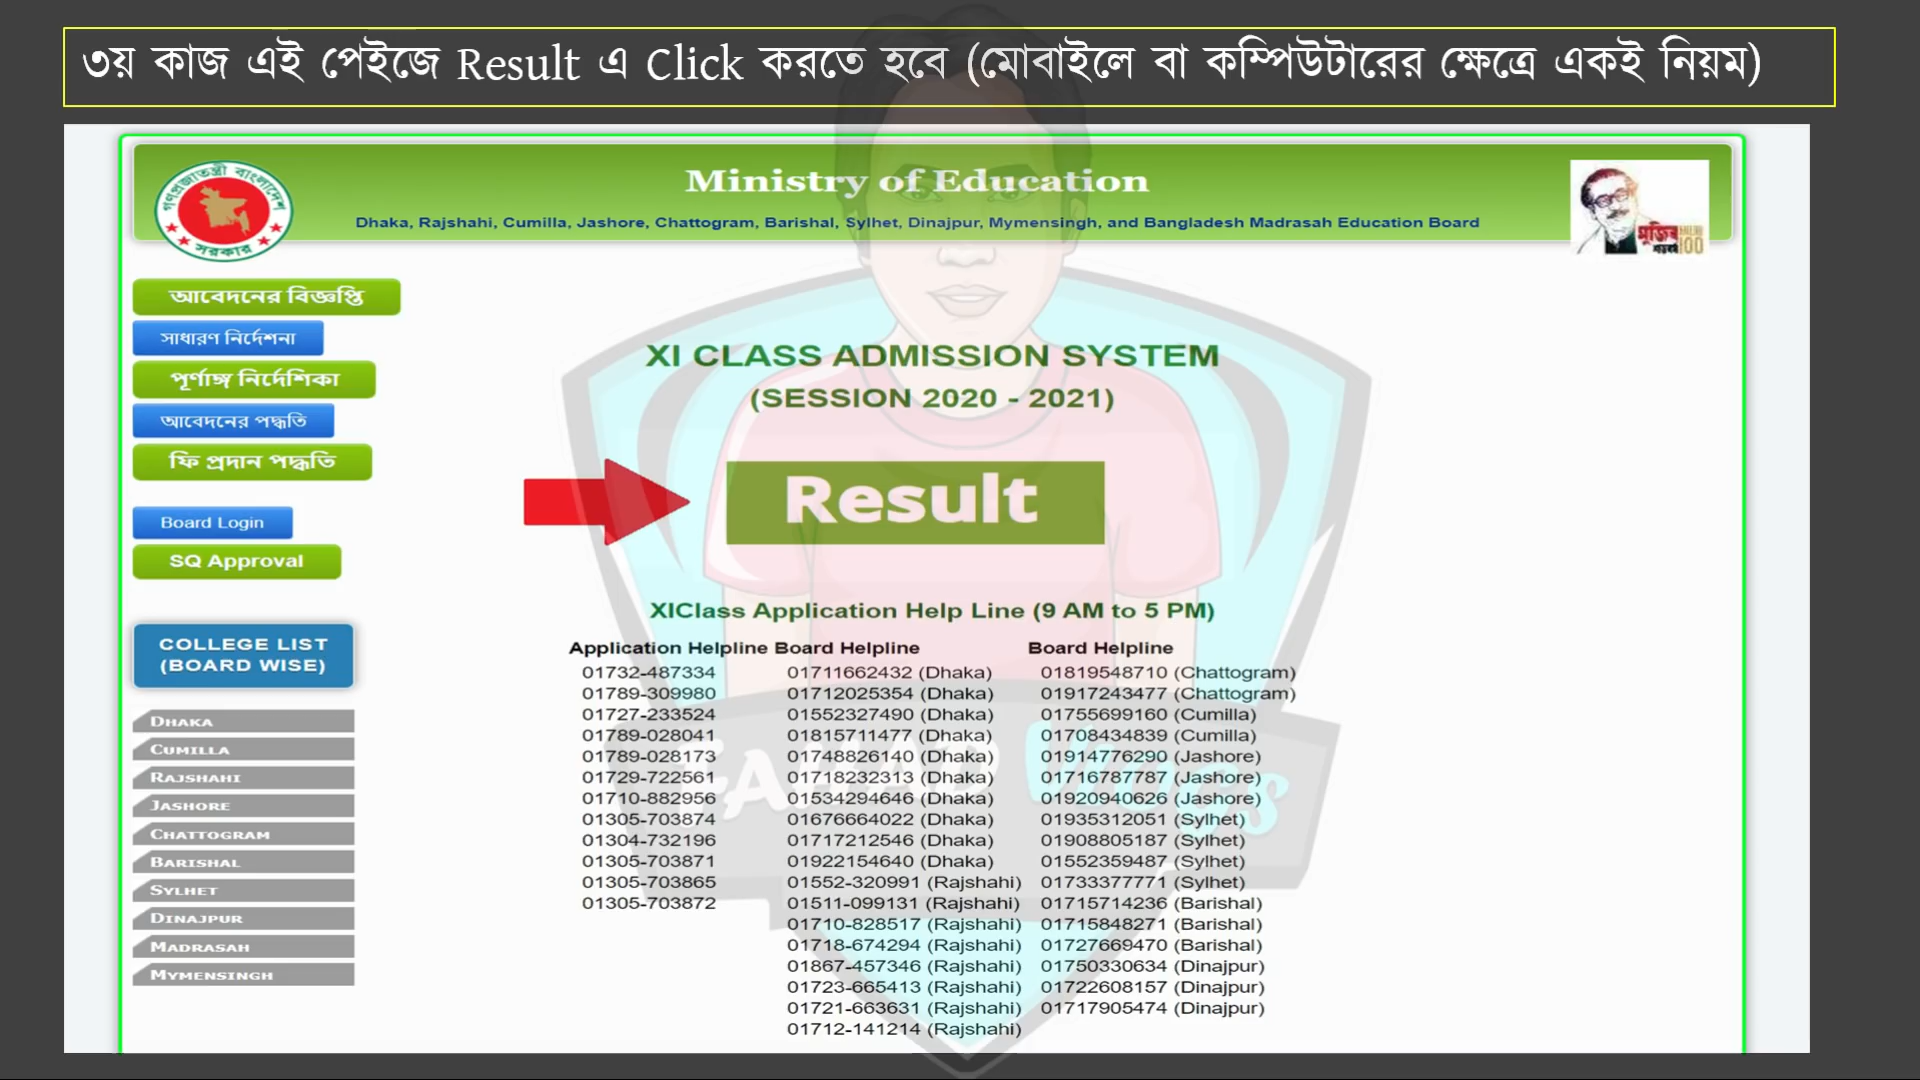 ৩য় কাজ এই পেইজে Result এ Click করতে হবে (মোবাইলে বা কম্পিউটারের ক্ষেত্রে একই নিয়ম)
গণপ্রজাতন্ত্রী বাংলাদেশ
সরকার
Ministry of Education
Dhaka, Rajshahi, Cumilla, Jashore, Chattogram, Barishal, Sylhet, Dinajpur, Mymensingh, and Bangladesh Madrasah Education Board
মুজিব
100
আবেদনের বিজ্ঞপ্তি
সাধারণ নির্দেশনা
পূর্ণাঙ্গ নির্দেশিকা
আবেদনের পদ্ধতি
ফি প্রদান পদ্ধতি
Board Login
SQ Approval
COLLEGE LIST
(BOARD WISE)
DHAKA
CUMILLA
RAJSHAHI
JASHORE
CHATTOGRAM
BARISHAL
SYLHET
DINAJPUR
MADRASAH
MYMENSINGH
XI CLASS ADMISSION SYSTEM
(SESSION 2020 - 2021)
Result
XIClass Application Help Line (9 AM to 5 PM)
Application Helpline Board Helpline Board Helpline
01732-487334 01711662432 (Dhaka) 01819548710 (Chattogram)
01789-309980 01712025354 (Dhaka) 01917243477 (Chattogram)
01727-233524 01552327490 (Dhaka) 01755699160 (Cumilla)
01789-028041 01815711477 (Dhaka) 01708434839 (Cumilla)
01789-028173 01748826140 (Dhaka) 01914776290 (Jashore)
01729-722561 01718232313 (Dhaka) 01716787787 (Jashore)
01710-882956 01534294646 (Dhaka) 01920940626 (Jashore)
01305-703874 01676664022 (Dhaka) 01935312051 (Sylhet)
01304-732196 01717212546 (Dhaka) 01908805187 (Sylhet)
01305-703871 01922154640 (Dhaka) 01552359487 (Sylhet)
01305-703865 01552-320991 (Rajshahi) 01733377771 (Sylhet)
01305-703872 01511-099131 (Rajshahi) 01715714236 (Barishal)
01710-828517 (Rajshahi) 01715848271 (Barishal)
01718-674294 (Rajshahi) 01727669470 (Barishal)
01867-457346 (Rajshahi) 01750330634 (Dinajpur)
01723-665413 (Rajshahi) 01722608157 (Dinajpur)
01721-663631 (Rajshahi) 01717905474 (Dinajpur)
01712-141214 (Rajshahi)
FAHAD Vlogs